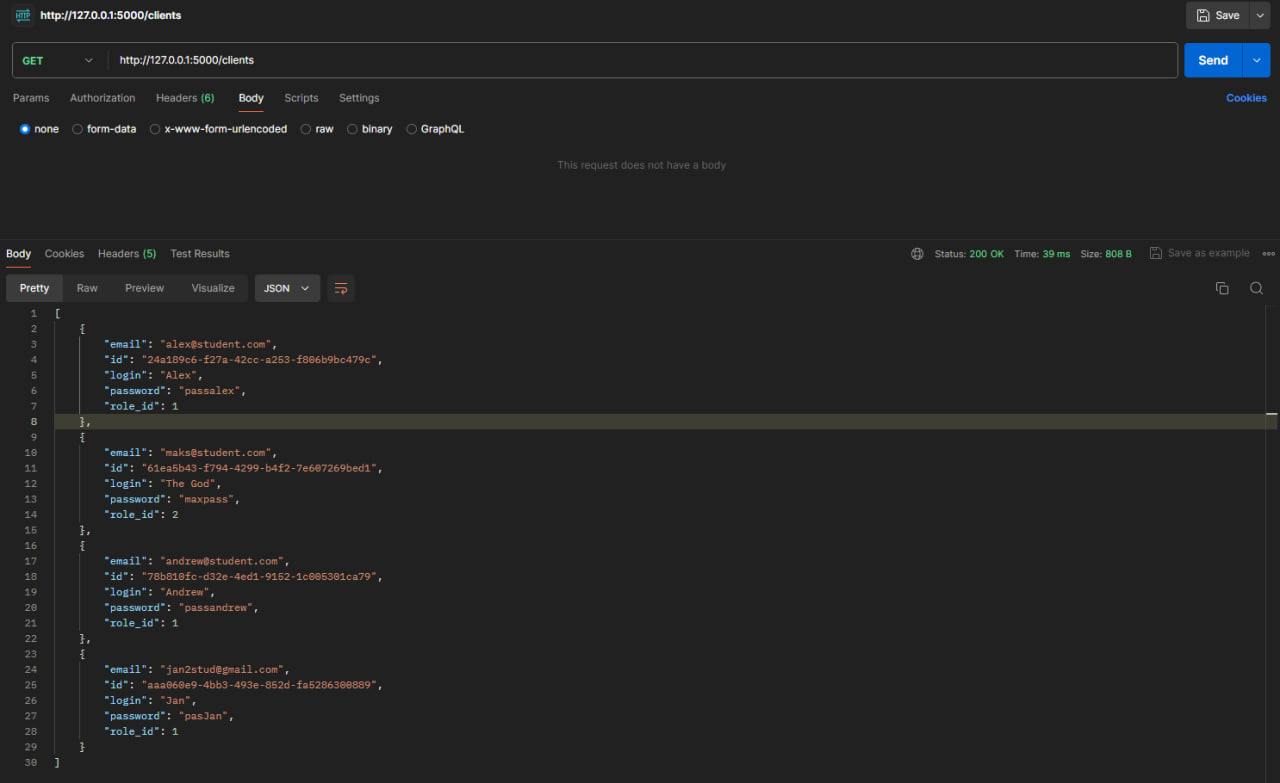 HTTP http://127.0.0.1:5000/clients
Save
GET http://127.0.0.1:5000/clients
Send
Params Authorization Headers (6) Body Scripts Settings Cookies
none form-data x-www-form-urlencoded raw binary GraphQL
This request does not have a body
Body Cookies Headers (5) Test Results Status: 200 OK Time: 39 ms Size: 808 B Save as example
Pretty Raw Preview Visualize JSON
1 [
2 {
3 "email": "alex@student.com",
4 "id": "24a189c6-f27a-42cc-a253-f806b9bc479c",
5 "login": "Alex",
6 "password": "passalex",
7 "role_id": 1
8 },
9 {
10 "email": "maks@student.com",
11 "id": "61ea5b43-f794-4299-b4f2-7e607269bed1",
12 "login": "The God",
13 "password": "maxpass",
14 "role_id": 2
15 },
16 {
17 "email": "andrew@student.com",
18 "id": "78b010fc-d32e-4ed1-9152-1c005301ca79",
19 "login": "Andrew",
20 "password": "passandrew",
21 "role_id": 1
22 },
23 {
24 "email": "jan2stud@gmail.com",
25 "id": "aaa060e9-4bb3-493e-852d-fa5286300889",
26 "login": "Jan",
27 "password": "pasJan",
28 "role_id": 1
29 }
30 ]